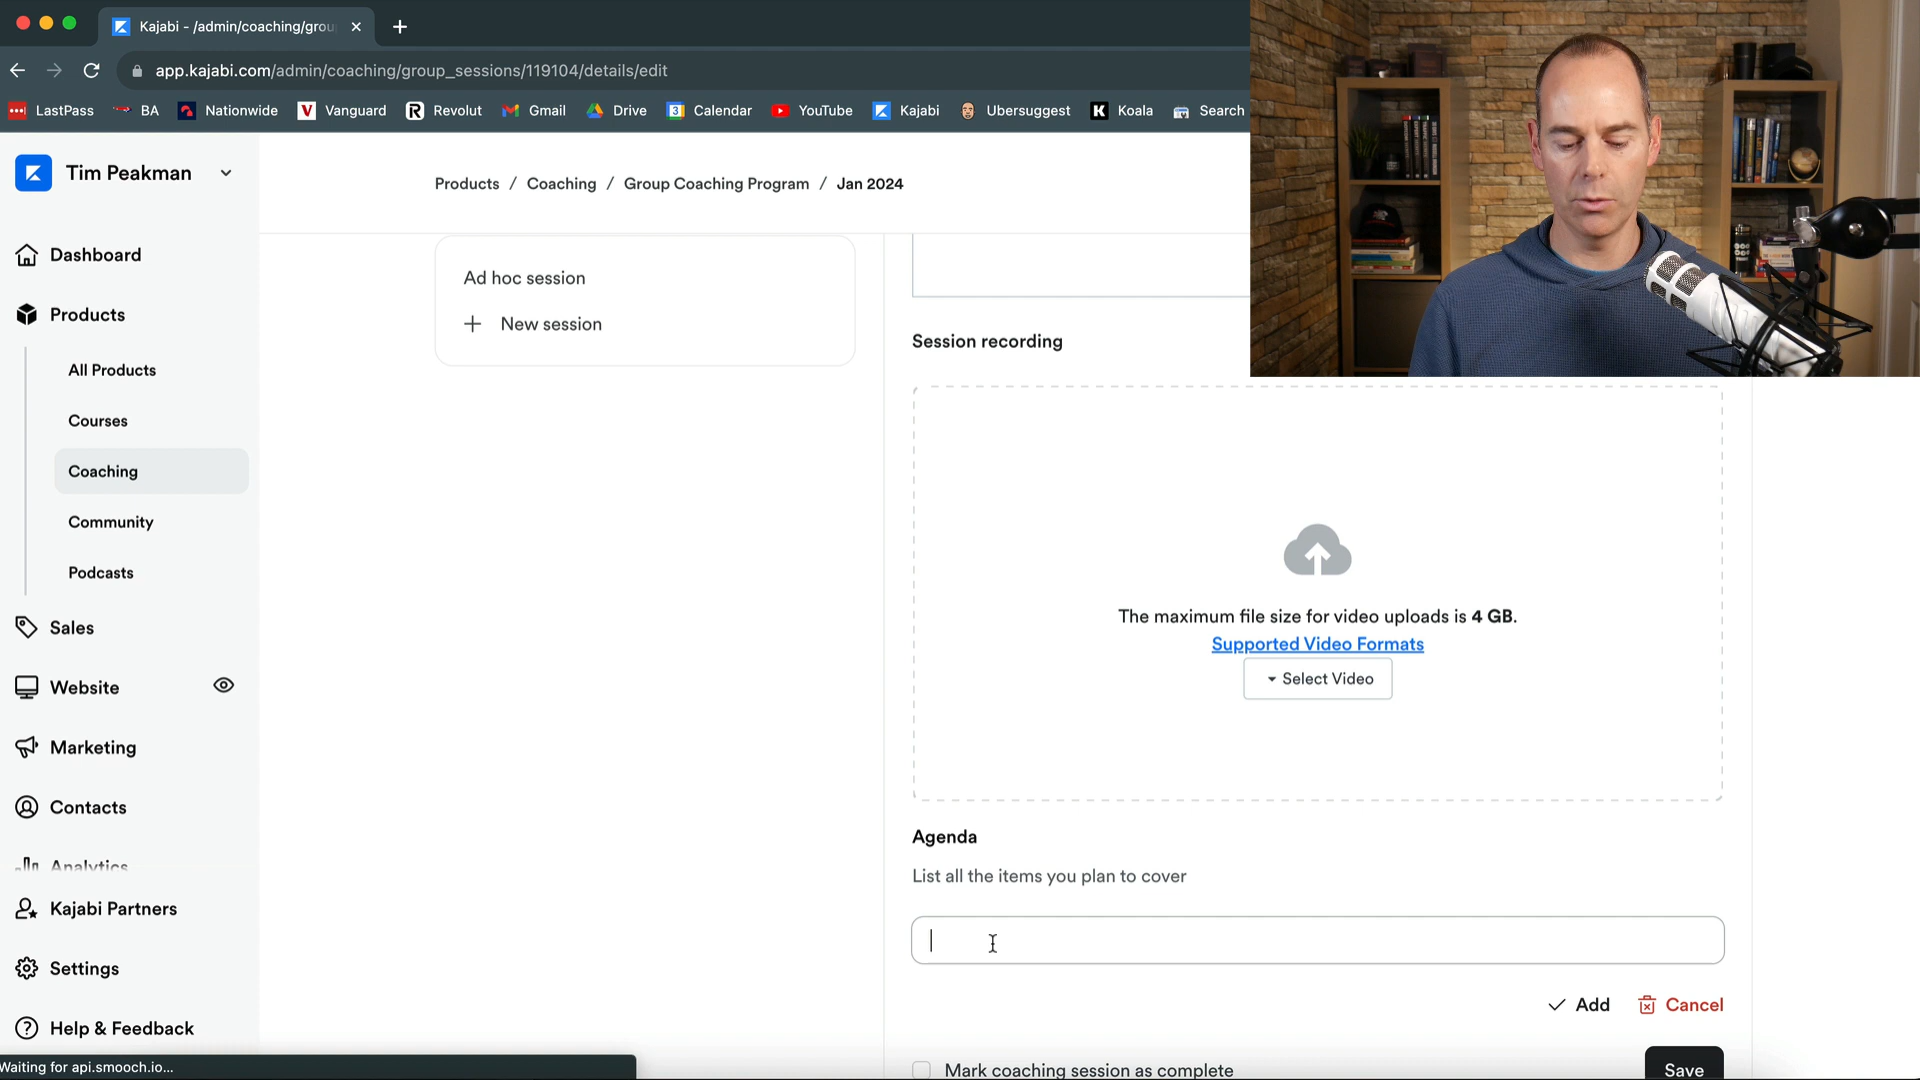 Kajabi - /admin/coaching/grou
app.kajabi.com/admin/coaching/group_sessions/119104/details/edit
LastPass BA Nationwide Vanguard Revolut Gmail Drive Calendar YouTube Kajabi Ubersuggest Koala Search
Tim Peakman
Products / Coaching / Group Coaching Program / Jan 2024
Dashboard
Products
All Products
Courses
Coaching
Community
Podcasts
Sales
Website
Marketing
Contacts
Analytics
Kajabi Partners
Settings
Help & Feedback
Waiting for api.smooch.io...
Ad hoc session
New session
Session recording
The maximum file size for video uploads is 4 GB.
Supported Video Formats
Select Video
Agenda
List all the items you plan to cover
Add Cancel
Mark coaching session as complete
Save